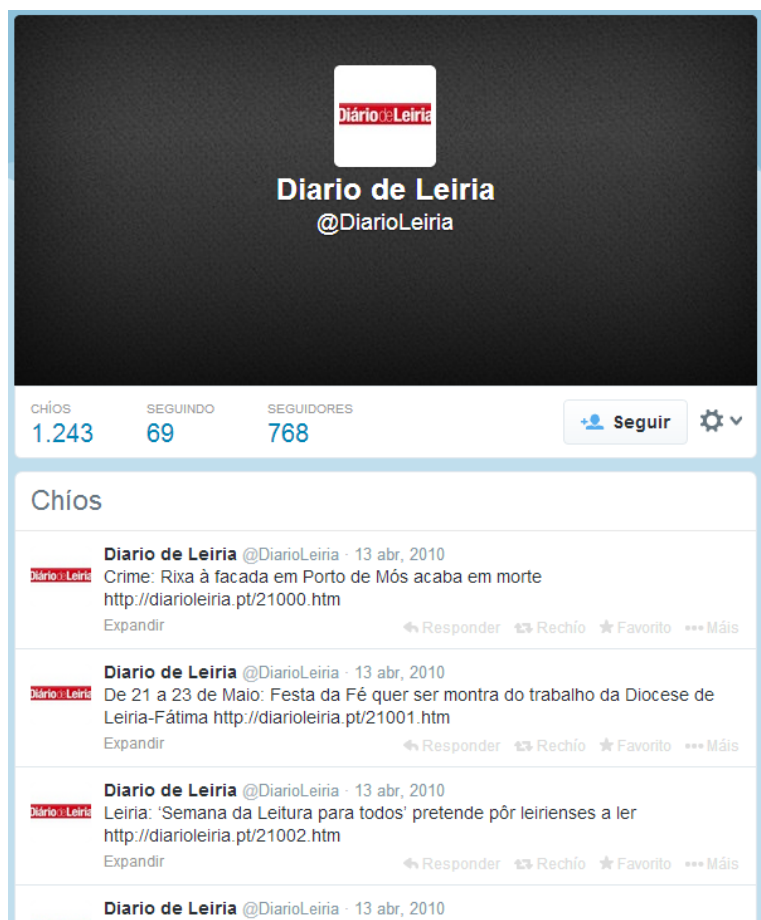 DiáriodeLeiria
Diario de Leiria
@DiarioLeiria
CHÍOS SEGUINDO SEGUIDORES
1.243 69 768 Seguir
Chíos
Diario de Leiria @DiarioLeiria · 13 abr, 2010
DiáriodeLeiria Crime: Rixa à facada em Porto de Mós acaba em morte
http://diarioleiria.pt/21000.htm
Expandir Responder Rechío Favorito Máis
Diario de Leiria @DiarioLeiria · 13 abr, 2010
DiáriodeLeiria De 21 a 23 de Maio: Festa da Fé quer ser montra do trabalho da Diocese de
Leiria-Fátima http://diarioleiria.pt/21001.htm
Expandir Responder Rechío Favorito Máis
Diario de Leiria @DiarioLeiria · 13 abr, 2010
DiáriodeLeiria Leiria: ‘Semana da Leitura para todos’ pretende pôr leirienses a ler
http://diarioleiria.pt/21002.htm
Expandir Responder Rechío Favorito Máis
Diario de Leiria @DiarioLeiria · 13 abr, 2010